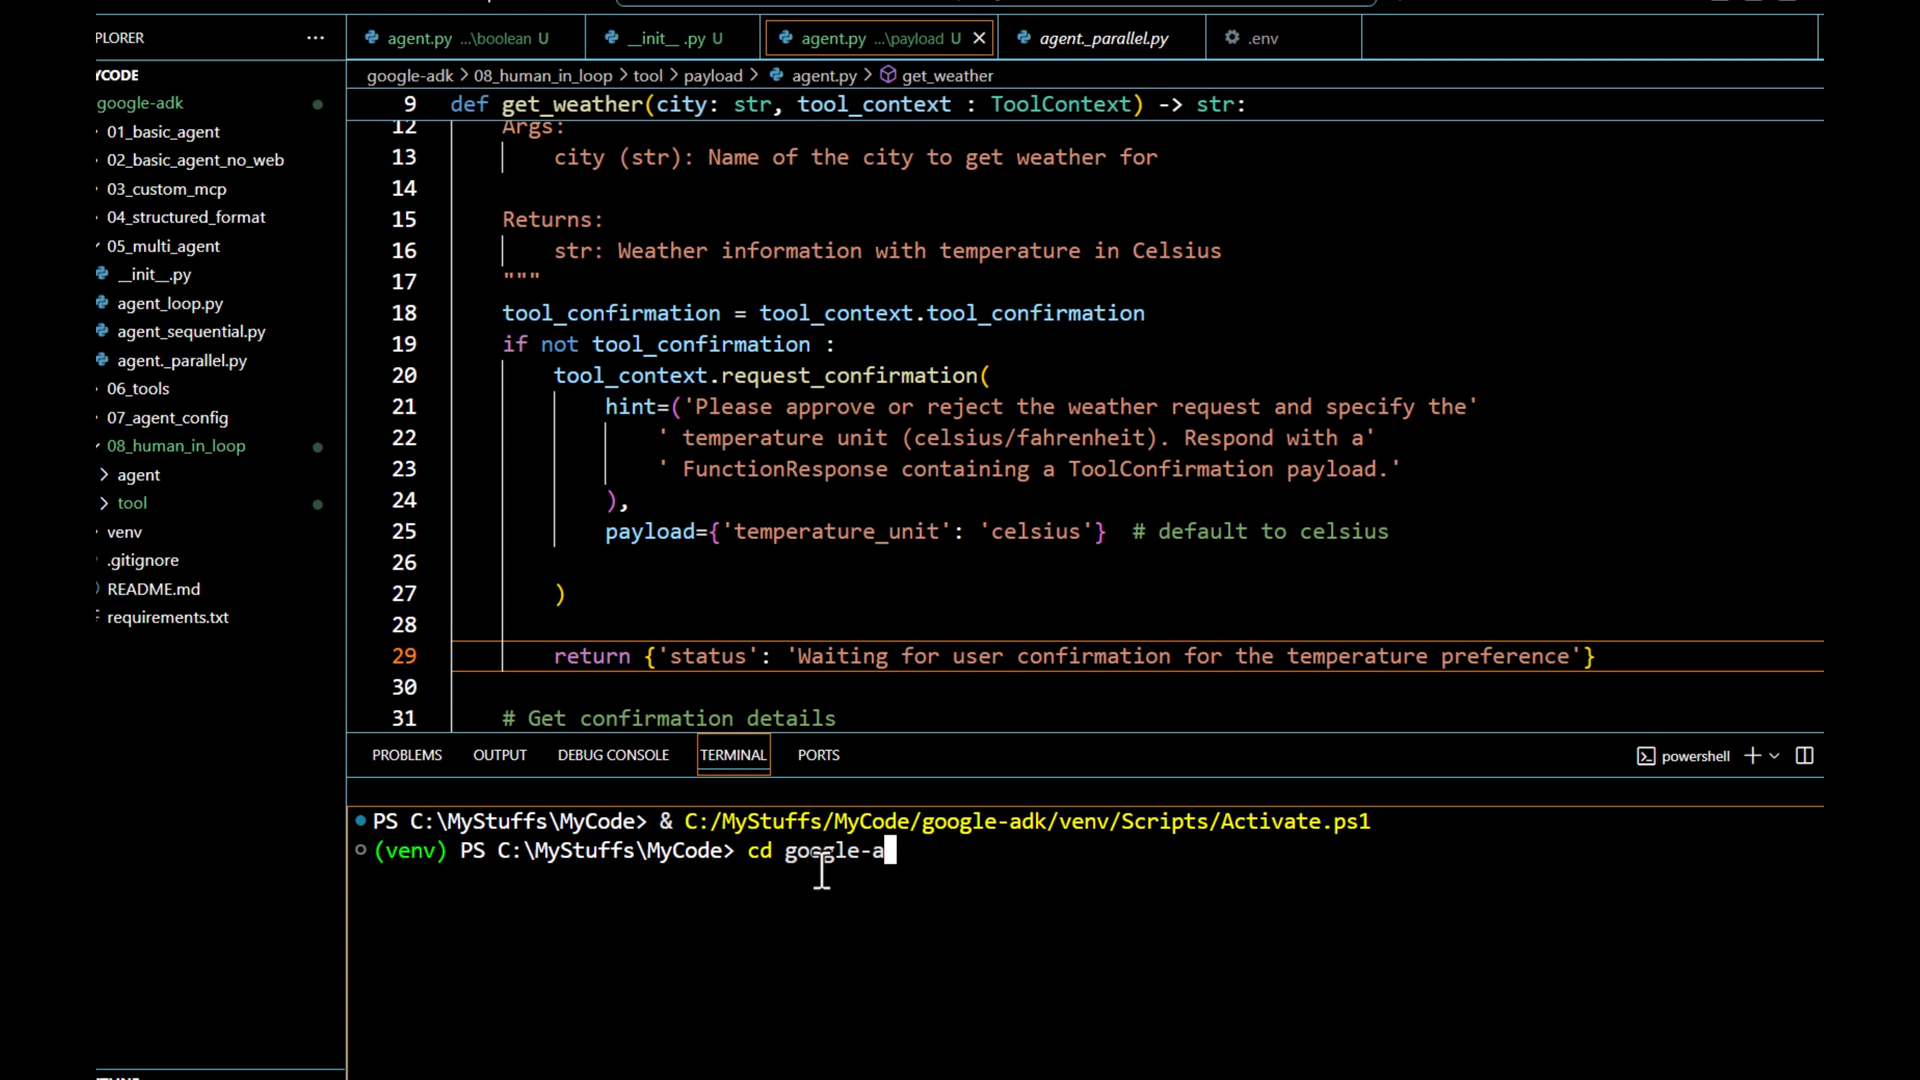 PLORER
YCODE
google-adk
01_basic_agent
02_basic_agent_no_web
03_custom_mcp
04_structured_format
05_multi_agent
__init__.py
agent_loop.py
agent_sequential.py
agent._parallel.py
06_tools
07_agent_config
08_human_in_loop
agent
tool
venv
.gitignore
README.md
requirements.txt
agent.py ...\boolean U
__init__ .py U
agent.py ...\payload U
agent._parallel.py
.env
google-adk > 08_human_in_loop > tool > payload > agent.py > get_weather
9 def get_weather(city: str, tool_context : ToolContext) -> str:
12 Args:
13 city (str): Name of the city to get weather for
14
15 Returns:
16 str: Weather information with temperature in Celsius
17 """
18 tool_confirmation = tool_context.tool_confirmation
19 if not tool_confirmation :
20 tool_context.request_confirmation(
21 hint=('Please approve or reject the weather request and specify the'
22 ' temperature unit (celsius/fahrenheit). Respond with a'
23 ' FunctionResponse containing a ToolConfirmation payload.'
24 ),
25 payload={'temperature_unit': 'celsius'} # default to celsius
26
27 )
28
29 return {'status': 'Waiting for user confirmation for the temperature preference'}
30
31 # Get confirmation details
PROBLEMS OUTPUT DEBUG CONSOLE TERMINAL PORTS
powershell
PS C:\MyStuffs\MyCode> & C:/MyStuffs/MyCode/google-adk/venv/Scripts/Activate.ps1
(venv) PS C:\MyStuffs\MyCode> cd google-a